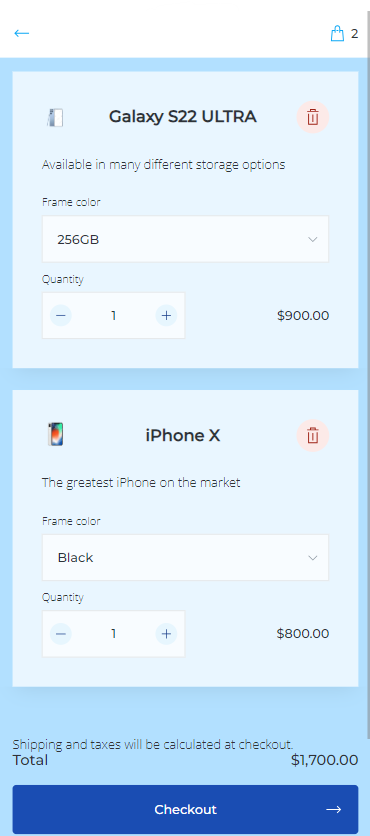 2
Galaxy S22 ULTRA
Available in many different storage options
Frame color
256GB
Quantity
1
$900.00
iPhone X
The greatest iPhone on the market
Frame color
Black
Quantity
1
$800.00
Shipping and taxes will be calculated at checkout.
Total $1,700.00
Checkout